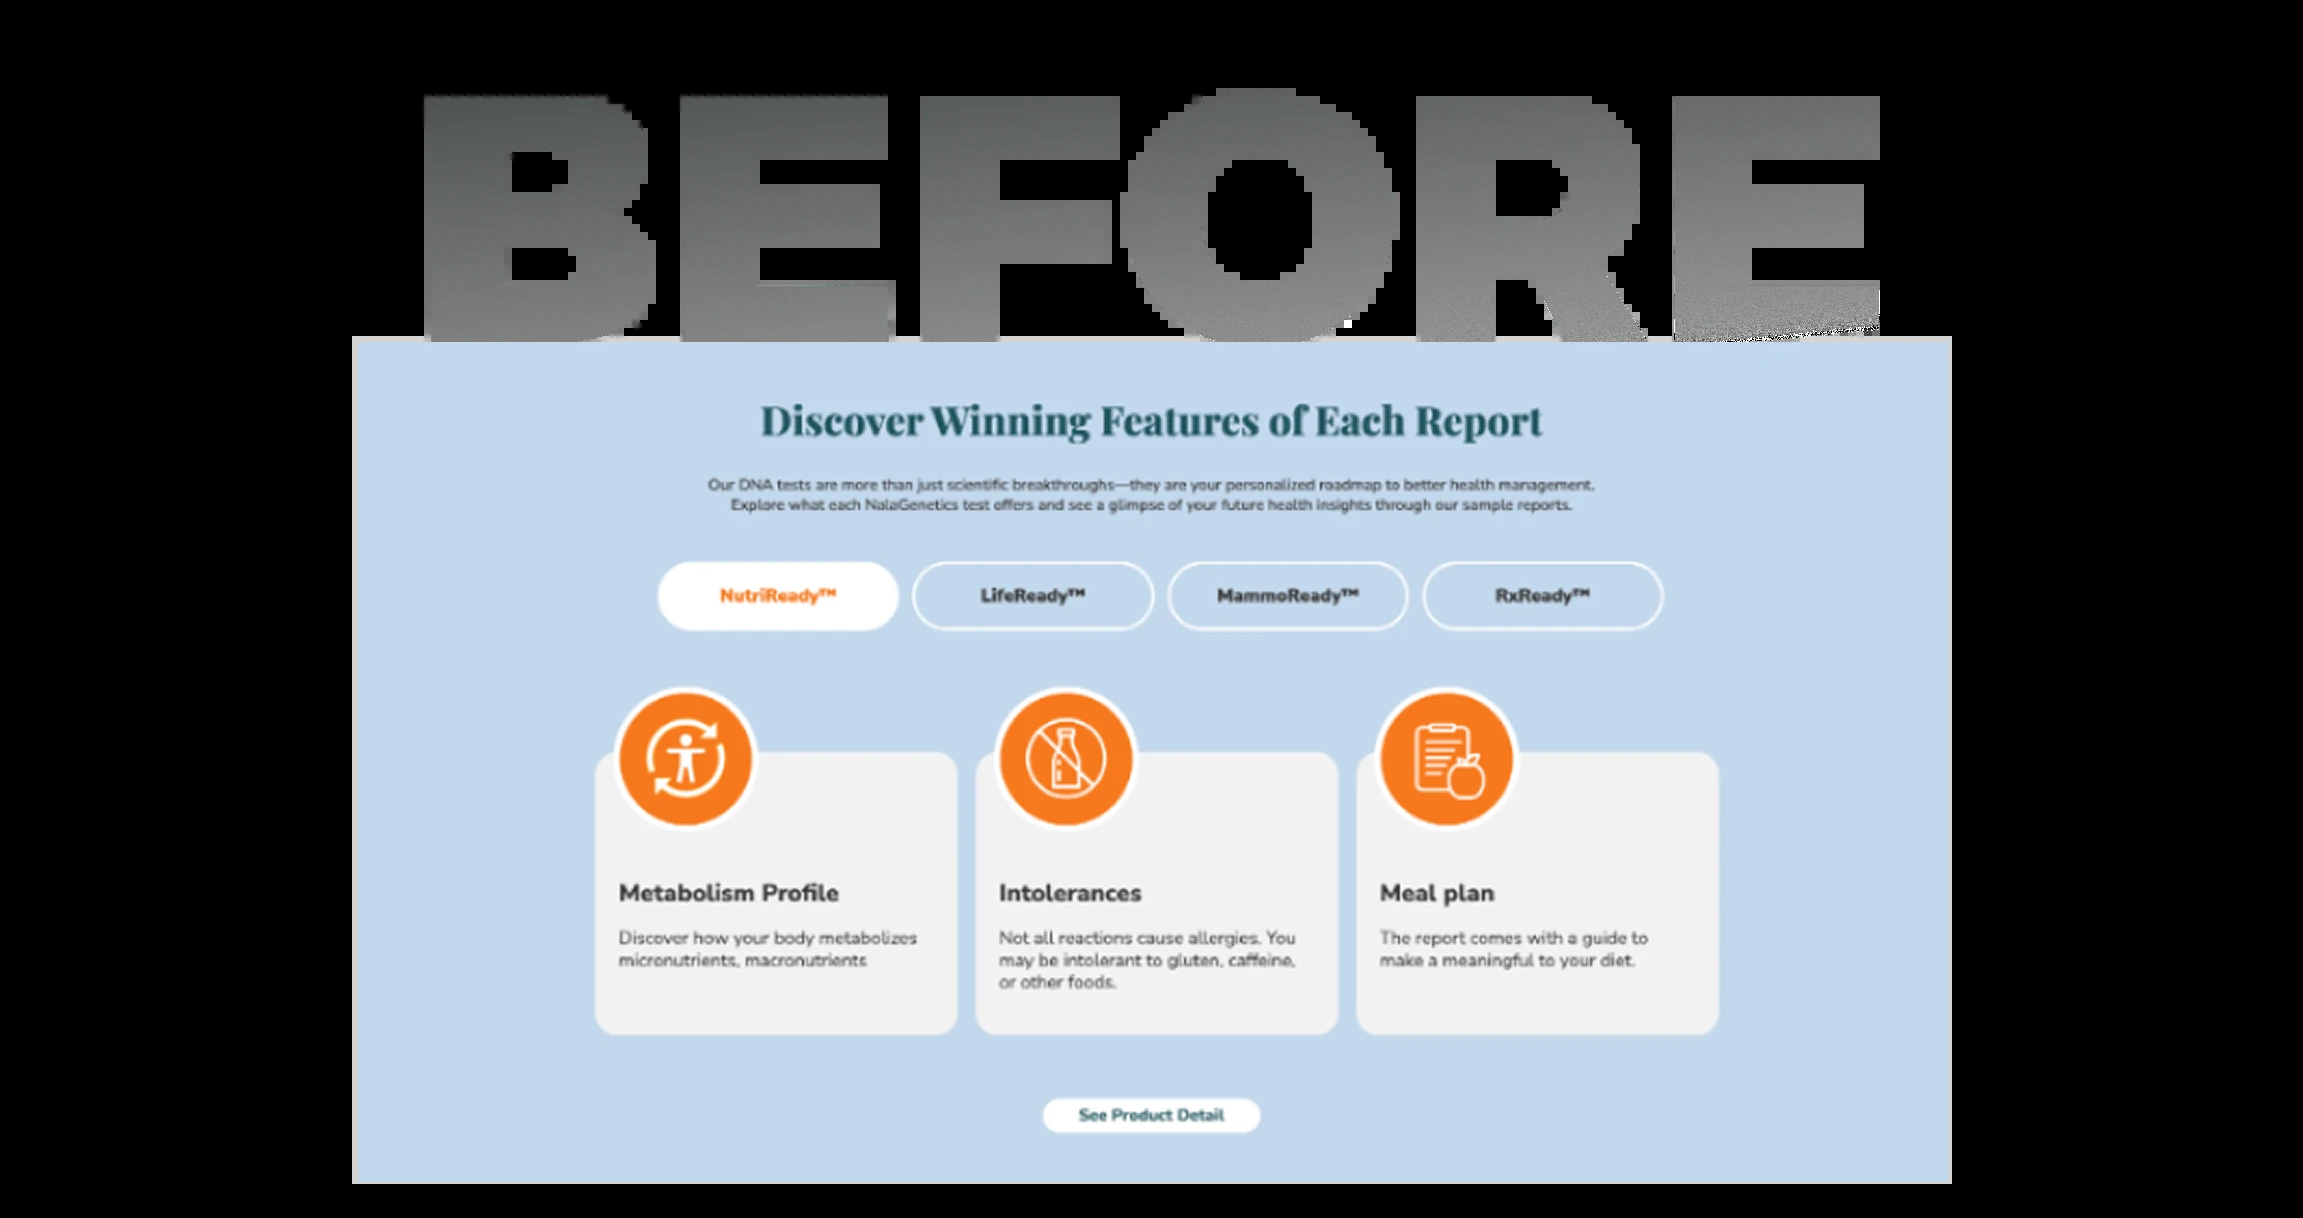 BEFORE
Discover Winning Features of Each Report
Our DNA tests are more than just scientific breakthroughs—they are your personalized roadmap to better health management.
Explore what each NalaGenetics test offers and see a glimpse of your future health insights through our sample reports.
NutriReady™
LifeReady™
MammoReady™
RxReady™
Metabolism Profile
Discover how your body metabolizes
micronutrients, macronutrients
Intolerances
Not all reactions cause allergies. You
may be intolerant to gluten, caffeine,
or other foods.
Meal plan
The report comes with a guide to
make a meaningful to your diet.
See Product Detail